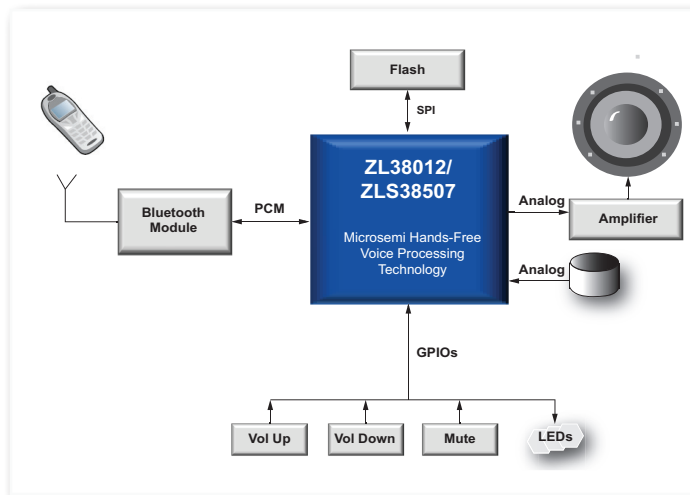 Flash
SPI
ZL38012/
ZLS38507
Microsemi Hands-Free
Voice Processing
Technology
Bluetooth
Module
PCM
Analog
Amplifier
Analog
GPIOs
Vol Up
Vol Down
Mute
LEDs